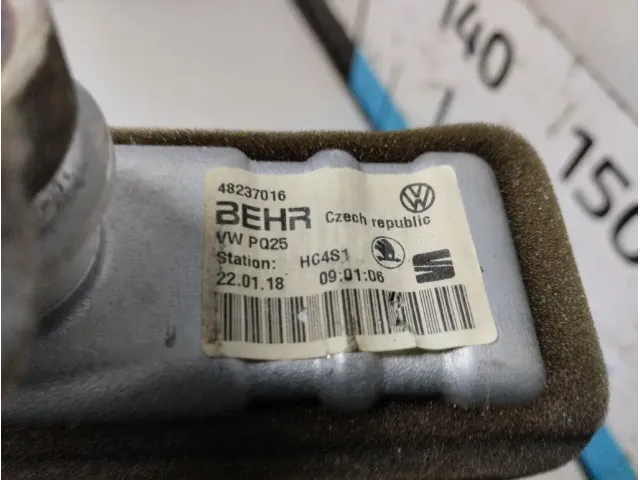 48237016
BEHR Czech republic
VW PQ25
Station: HC4S1
22.01.18 09:01:06
140
150